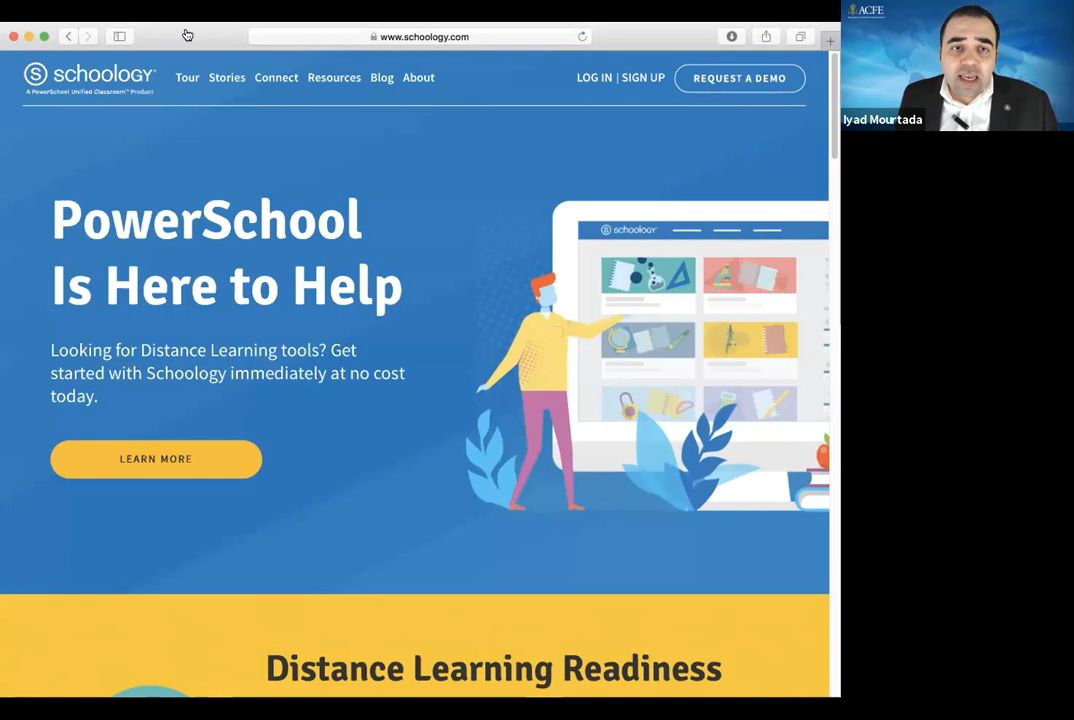 www.schoology.com
schoology
A PowerSchool Unified Classroom™ Product
Tour Stories Connect Resources Blog About
LOG IN | SIGN UP REQUEST A DEMO
PowerSchool
Is Here to Help
Looking for Distance Learning tools? Get
started with Schoology immediately at no cost
today.
LEARN MORE
schoology
Distance Learning Readiness
ACFE
Iyad Mourtada